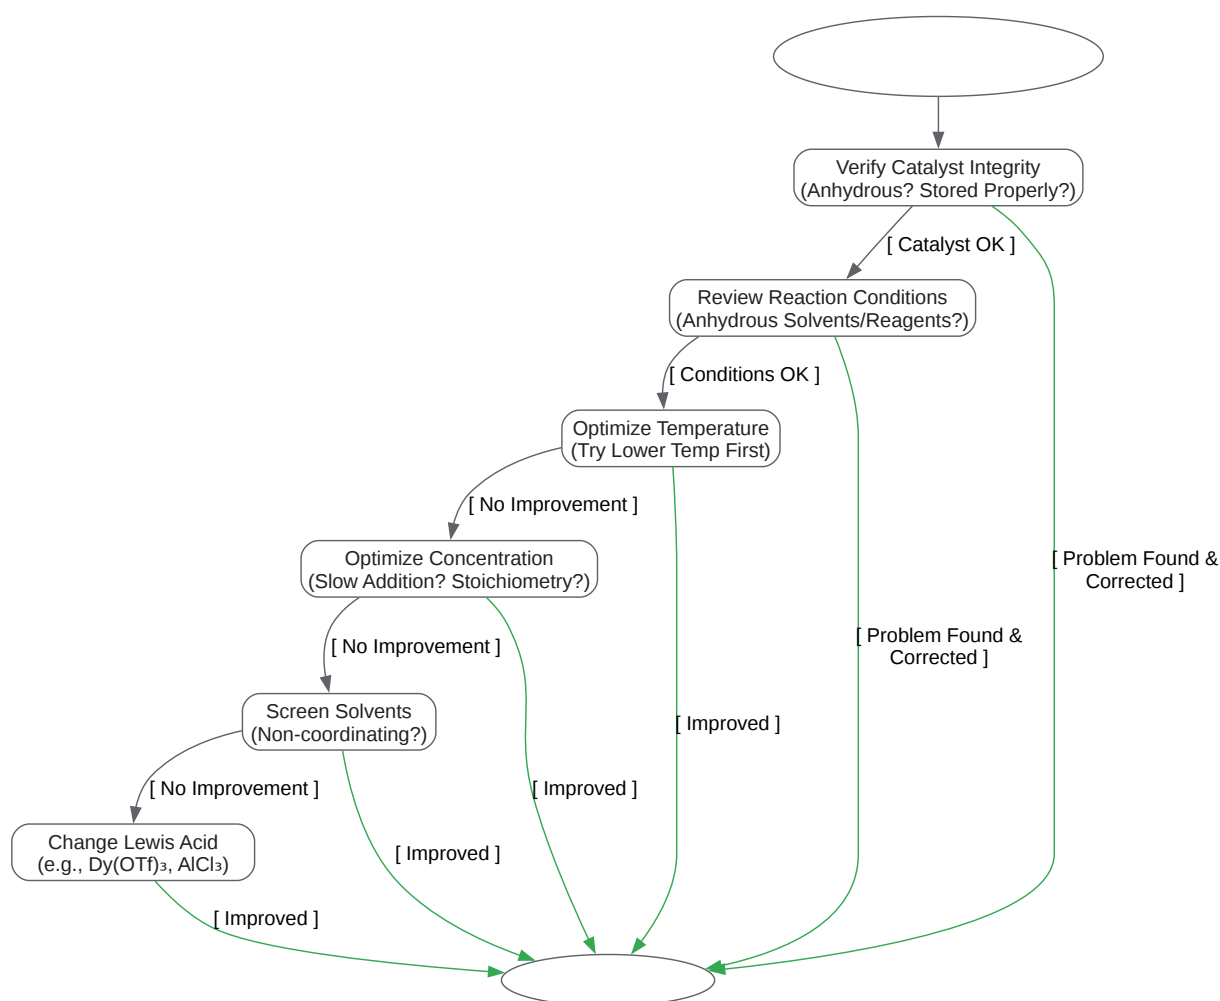 Verify Catalyst Integrity
(Anhydrous? Stored Properly?)
[ Catalyst OK ]
Review Reaction Conditions
(Anhydrous Solvents/Reagents?)
[ Conditions OK ]
Optimize Temperature
(Try Lower Temp First)
[ No Improvement ]
Optimize Concentration
(Slow Addition? Stoichiometry?)
[ Problem Found &
Corrected ]
[ Problem Found &
Corrected ]
[ No Improvement ]
Screen Solvents
(Non-coordinating?)
[ Improved ]
[ No Improvement ]
[ Improved ]
Change Lewis Acid
(e.g., Dy(OTf)₃, AlCl₃)
[ Improved ]
[ Improved ]